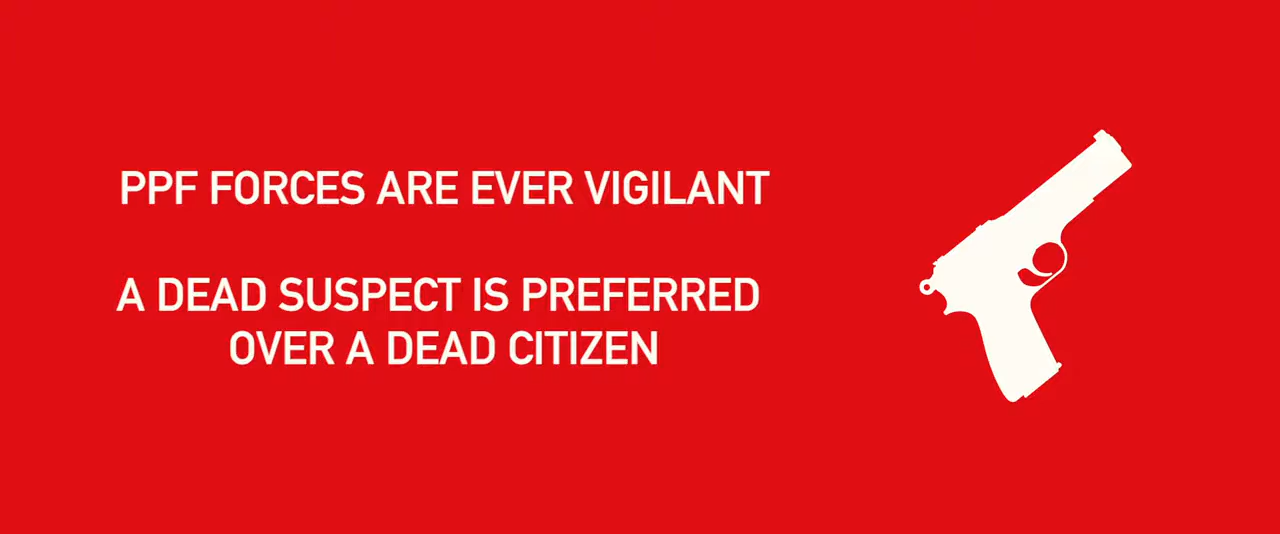 PPF FORCES ARE EVER VIGILANT
A DEAD SUSPECT IS PREFERRED
OVER A DEAD CITIZEN